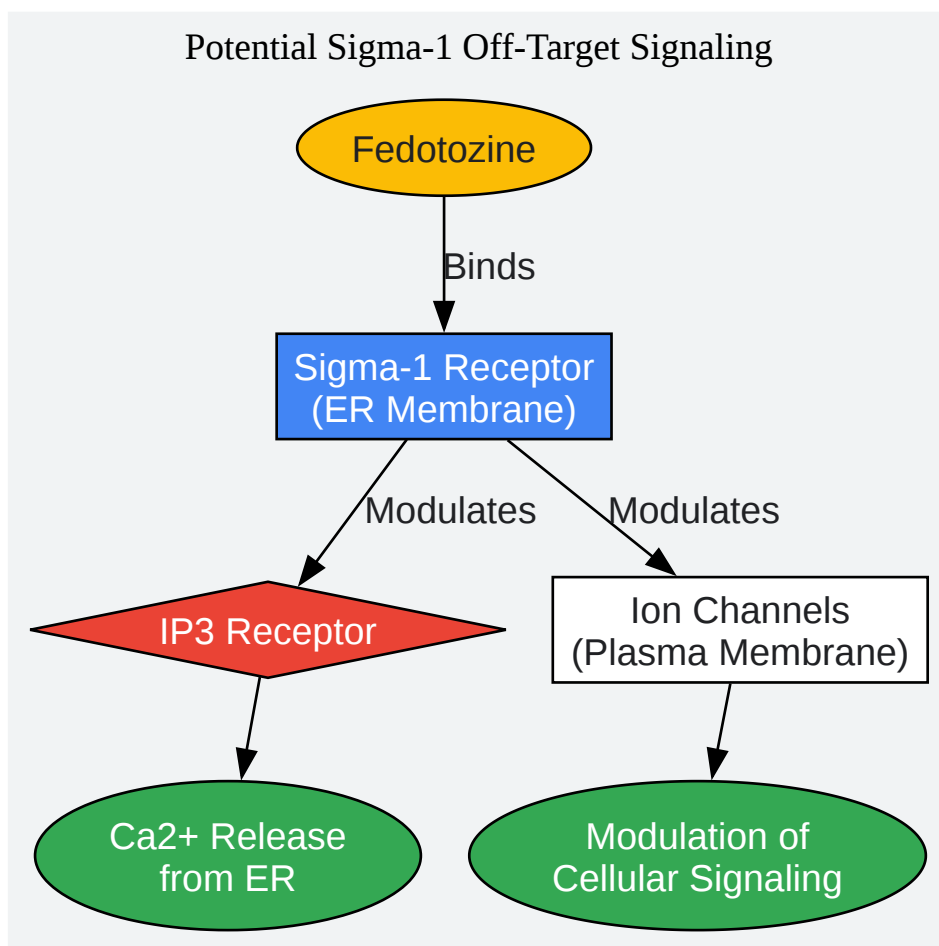 Potential Sigma-1 Off-Target Signaling
Fedotozine
Binds
Sigma-1 Receptor
(ER Membrane)
Modulates
Modulates
IP3 Receptor
Ion Channels
(Plasma Membrane)
Ca2+ Release
from ER
Modulation of
Cellular Signaling